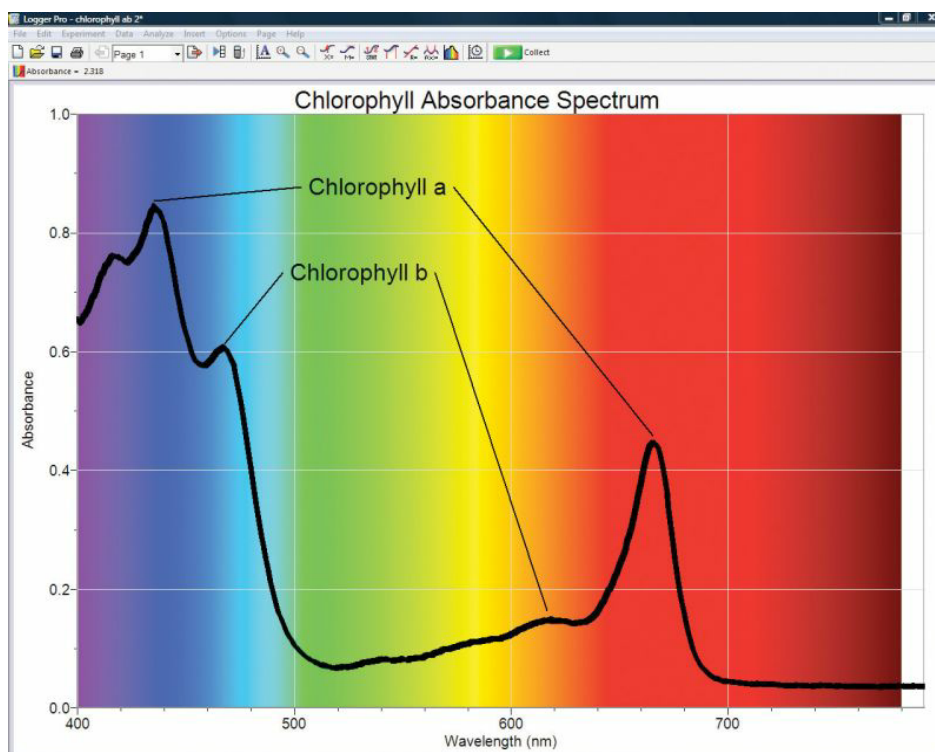 Logger Pro - chlorophyll ab 2*
File Edit Experiment Data Analyze Insert Options Page Help
Page 1
Collect
Absorbance = 2.318
Chlorophyll Absorbance Spectrum
1.0
Chlorophyll a
0.8
Chlorophyll b
0.6
Absorbance
0.4
0.2
0.0
400 500 600 700
Wavelength (nm)